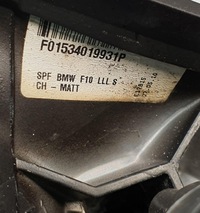 F01534019931P
SPF BMW F10 LLL S
CH - MATT